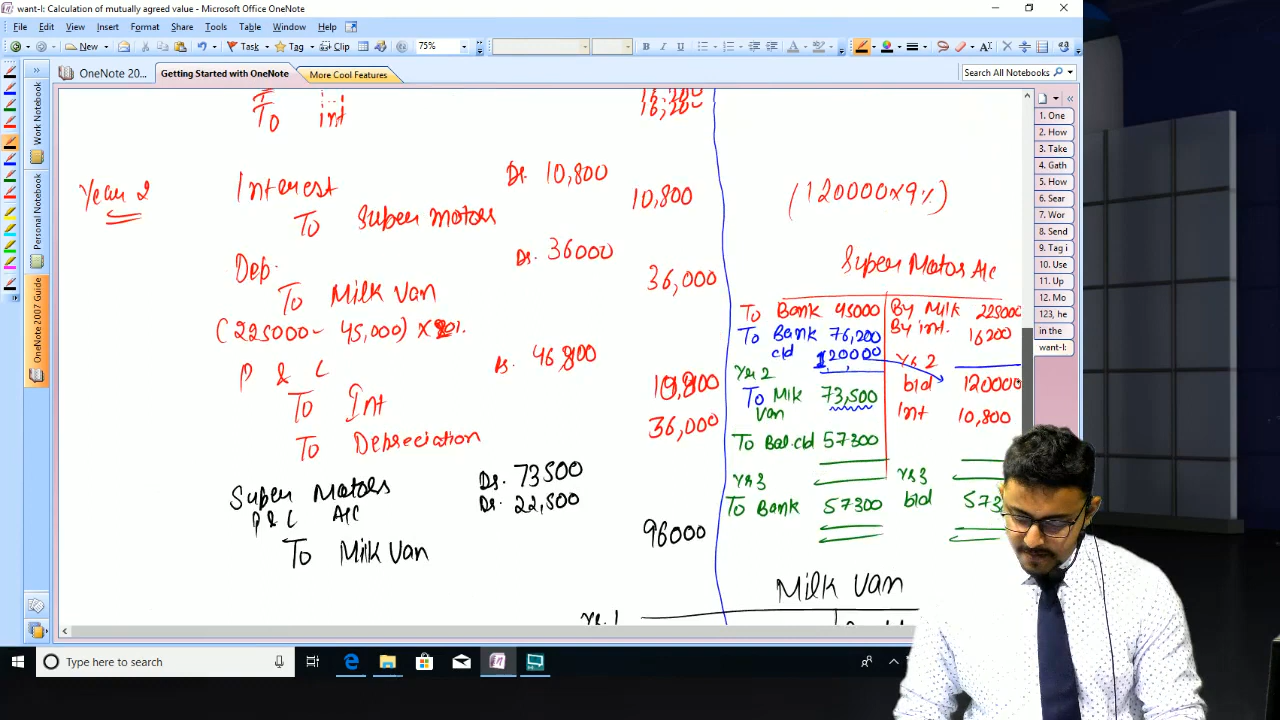 want-l: Calculation of mutually agreed value - Microsoft Office OneNote
File Edit View Insert Format Share Tools Table Window Help
New Task Tag Clip 75%
OneNote 20... Getting Started with OneNote More Cool Features Search All Notebooks
Work Notebook
Personal Notebook
OneNote 2007 Guide
1. One
2. How
3. Take
4. Gath
5. How
6. Sear
7. Wor
8. Send
9. Tag i
10. Use
11. Up
12. Mo
123, he
in the
want-l:
To int 16,200
Year 2
Interest Dr. 10,800
To Super motors 10,800
Dep. Dr. 36000
To Milk Van 36,000
(225000 - 45,000) x 20%
P & L Dr. 46,800
To Int 10,800
To Depreciation 36,000
Super Motors Dr. 73500
P & L A/c Dr. 22,500
To Milk Van 96000
(120000x9%)
Super Motor A/c
To Bank 45000 By Milk 225000
To Bank 76,200 By int. 16200
c/d 120000 Yr 2
yr 2 b/d 120000
To Milk Van 73,500 Int 10,800
To Bal. c/d 57300
Yr 3 Yr 3
To Bank 57300 b/d 573
Milk Van
Yr. 1
Type here to search